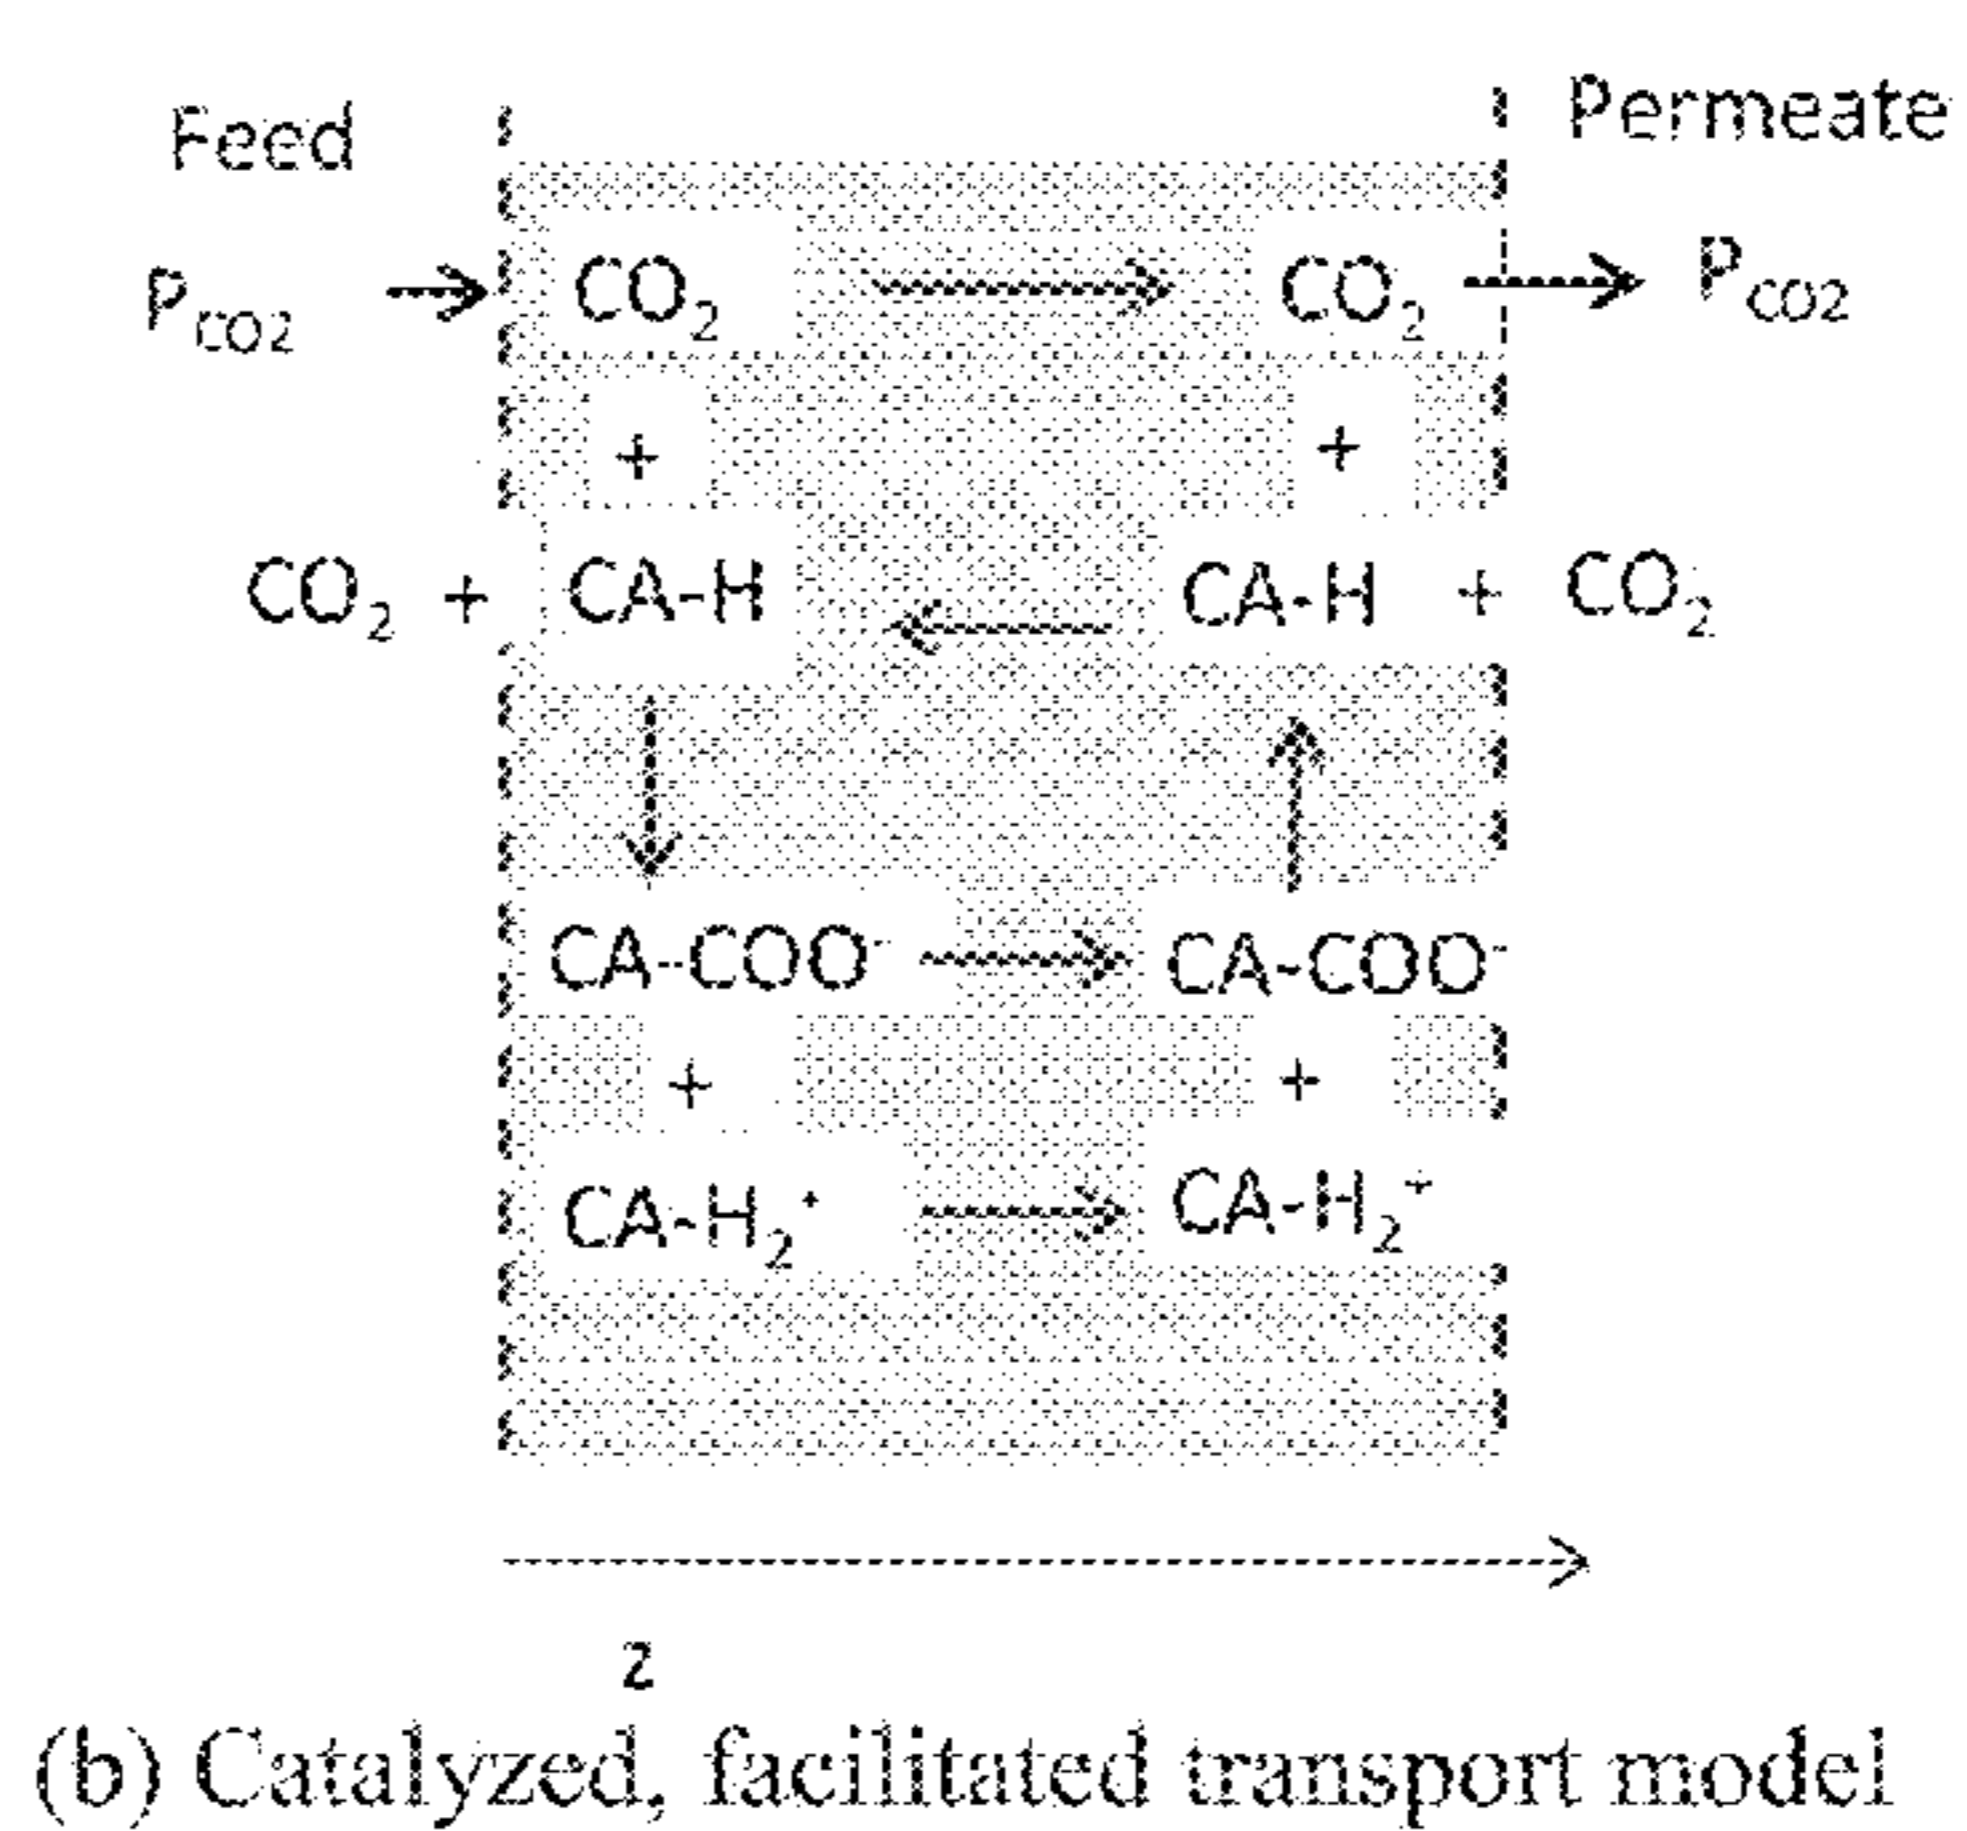 Feed Permeate
P_CO2 → CO₂ → CO₂ → P_CO2
+ +
CO₂ + CA-H ← CA-H + CO₂
CA-COO⁻ → CA-COO⁻
+ +
CA-H₂⁺ → CA-H₂⁺
z
(b) Catalyzed, facilitated transport model